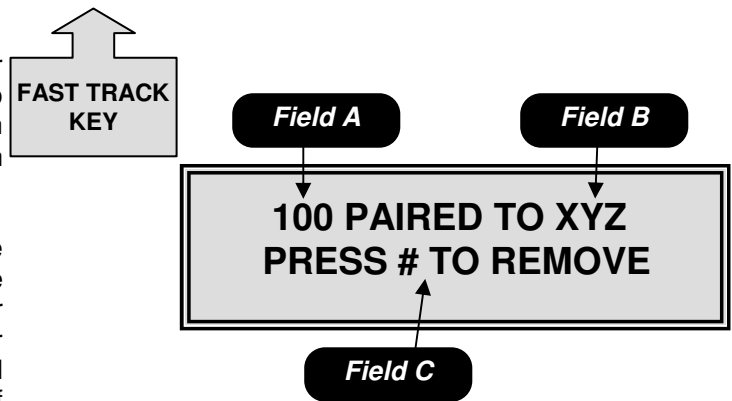 FAST TRACK
KEY
Field A
Field B
100 PAIRED TO XYZ
PRESS # TO REMOVE
Field C